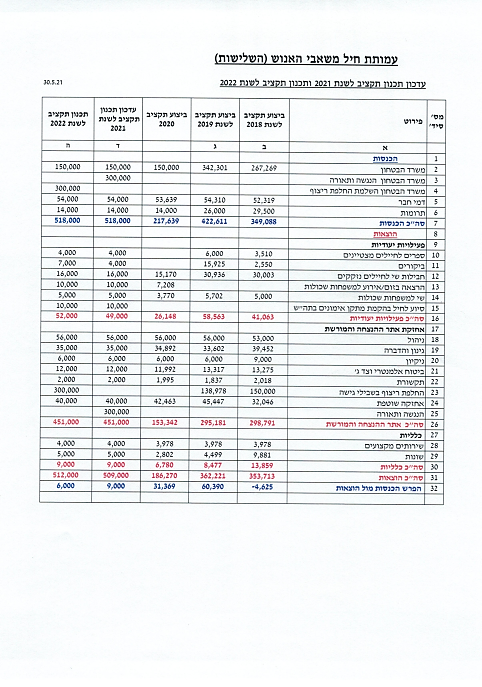 עמותת חיל משאבי האנוש (השלישות)
עדכון תכנון תקציב לשנת 2021 ותכנון תקציב לשנת 2022
30.5.21
מס' סיד' פירוט ביצוע תקציב לשנת 2018 ביצוע תקציב לשנת 2019 ביצוע תקציב 2020 עדכון תכנון תקציב לשנת 2021 תכנון תקציב לשנת 2022
א ב ג ד ה
1 הכנסות
2 משרד הבטחון 267,269 342,301 150,000 150,000 150,000
3 משרד הבטחון הנגשה ותאורה 300,000
4 משרד הבטחון השלמת החלפת ריצוף 300,000
5 דמי חבר 52,319 54,310 53,639 54,000 54,000
6 תרומות 29,500 26,000 14,000 14,000 14,000
7 סה"כ הכנסות 349,088 422,611 217,639 518,000 518,000
8 הוצאות
9 פעילויות יעודיות
10 ספרים לחיילים מצטיינים 3,510 6,000 4,000 4,000
11 ביקורים 2,550 15,925 4,000 7,000
12 חבילות שי לחיילים נזקקים 30,003 30,936 15,170 16,000 16,000
13 הרצאה בזום/אירוע למשפחות שכולות 7,208 10,000 10,000
14 שי למשפחות שכולות 5,000 5,702 3,770 5,000 5,000
15 סיוע לחיל בהקמת מתקן אימונים בתה"ש 10,000 10,000
16 סה"כ פעילויות יעודיות 41,063 58,563 26,148 49,000 52,000
17 אחזקת אתר ההנצחה והמורשת
18 ניהול 53,000 56,000 56,000 56,000 56,000
19 גינון והדברה 39,452 33,602 34,892 35,000 35,000
20 ניקיון 9,000 6,000 6,000 6,000 6,000
21 ביטוח אלמנטרי וצד ג' 13,275 13,317 11,992 12,000 12,000
22 תקשורת 2,018 1,837 1,995 2,000 2,000
23 החלפת ריצוף בשבילי גישה 150,000 138,978 300,000
24 אחזקה שוטפת 32,046 45,447 42,463 40,000 40,000
25 הנגשה ותאורה 300,000
26 סה"כ אתר ההנצחה והמורשת 298,791 295,181 153,342 451,000 451,000
27 כלליות
28 שירותים מקצועים 3,978 3,978 3,978 4,000 4,000
29 שונות 9,881 4,499 2,802 5,000 5,000
30 סה"כ כלליות 13,859 8,477 6,780 9,000 9,000
31 סה"כ הוצאות 353,713 362,221 186,270 509,000 512,000
32 הפרש הכנסות מול הוצאות -4,625 60,390 31,369 9,000 6,000